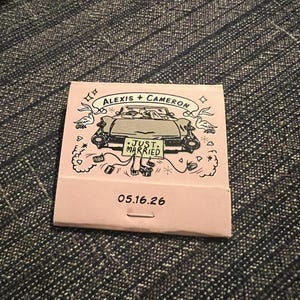 ALEXIS + CAMERON
JUST
MARRIED
05.16.26